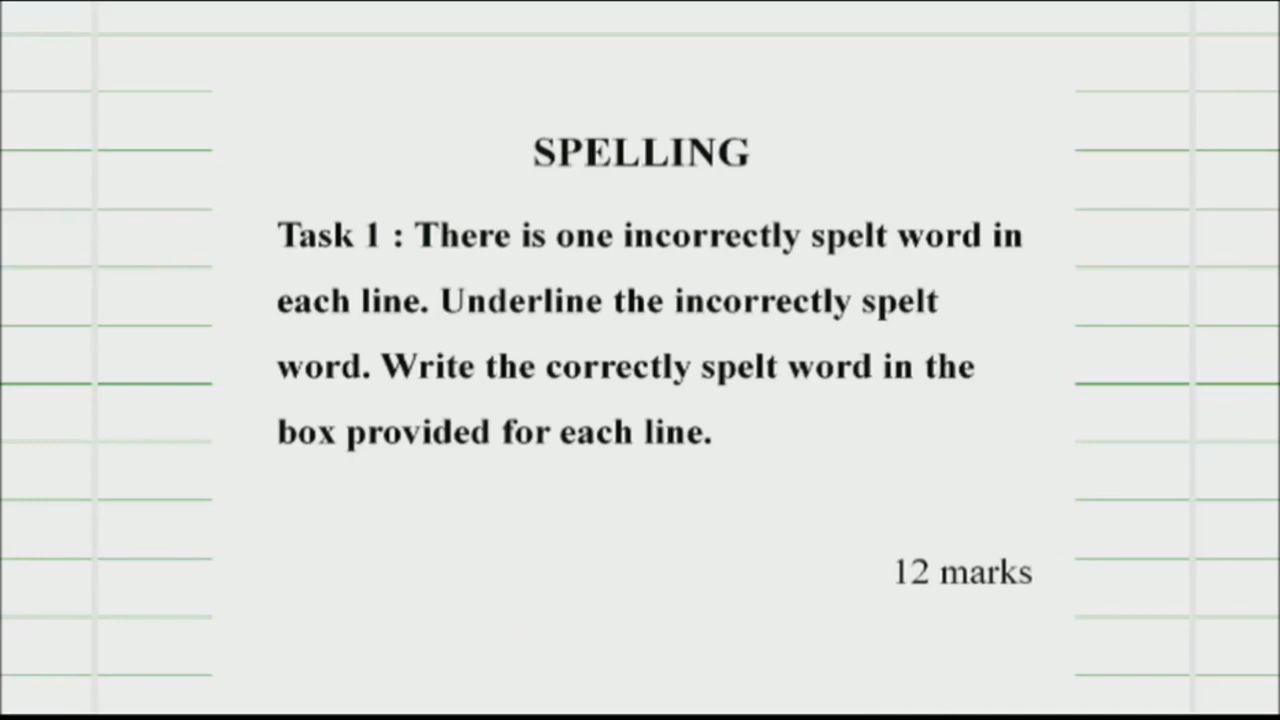 SPELLING
Task 1 : There is one incorrectly spelt word in
each line. Underline the incorrectly spelt
word. Write the correctly spelt word in the
box provided for each line.
12 marks